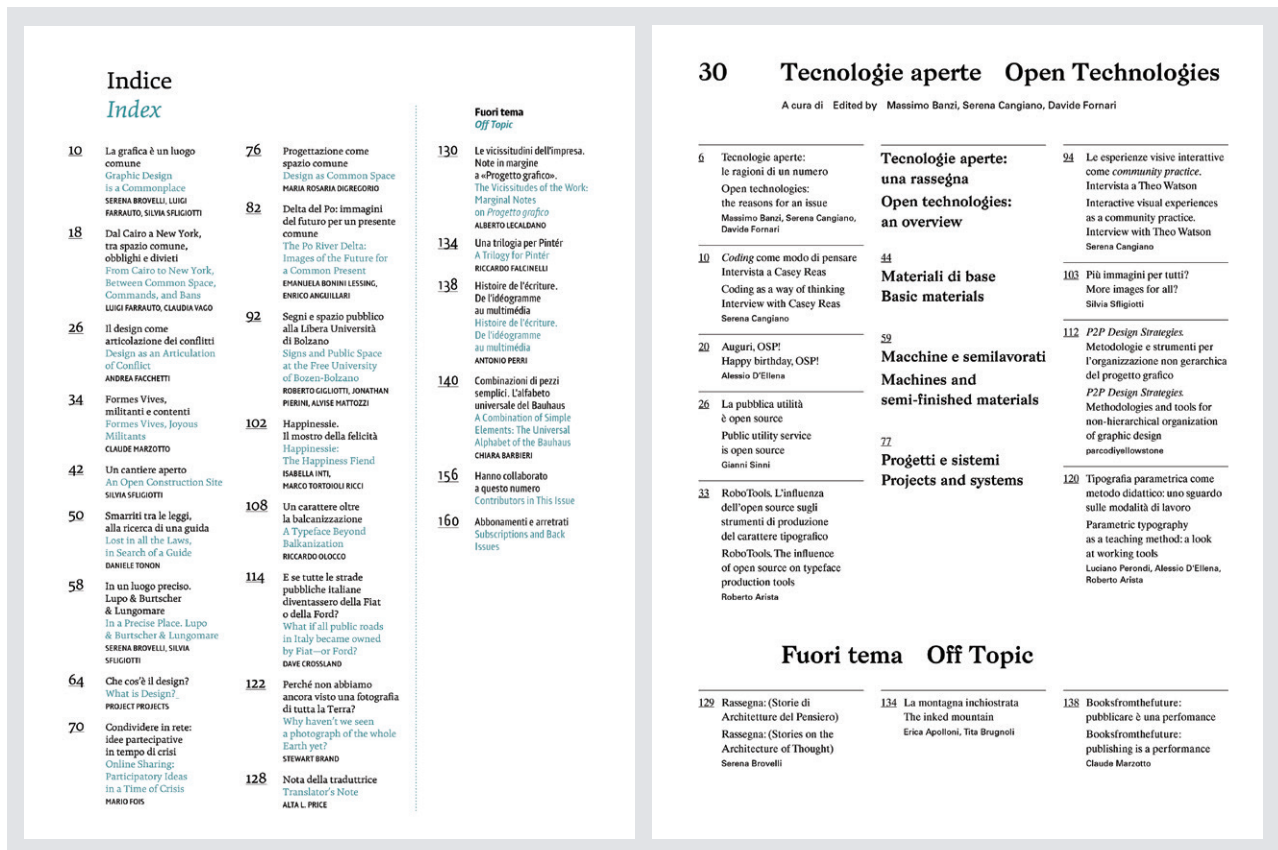 Indice
Index
10
La grafica è un luogo
comune
Graphic Design
is a Commonplace
SERENA BROVELLI, LUIGI
FARRAUTO, SILVIA SFLIGIOTTI
18
Dal Cairo a New York,
tra spazio comune,
obblighi e divieti
From Cairo to New York,
Between Common Space,
Commands, and Bans
LUIGI FARRAUTO, CLAUDIA VAGO
26
Il design come
articolazione dei conflitti
Design as an Articulation
of Conflict
ANDREA FACCHETTI
34
Formes Vives,
militanti e contenti
Formes Vives, Joyous
Militants
CLAUDE MARZOTTO
42
Un cantiere aperto
An Open Construction Site
SILVIA SFLIGIOTTI
50
Smarriti tra le leggi,
alla ricerca di una guida
Lost in all the Laws,
in Search of a Guide
DANIELE TONON
58
In un luogo preciso.
Lupo & Burtscher
& Lungomare
In a Precise Place. Lupo
& Burtscher & Lungomare
SERENA BROVELLI, SILVIA
SFLIGIOTTI
64
Che cos'è il design?
What is Design?_
PROJECT PROJECTS
70
Condividere in rete:
idee partecipative
in tempo di crisi
Online Sharing:
Participatory Ideas
in a Time of Crisis
MARIO FOIS
76
Progettazione come
spazio comune
Design as Common Space
MARIA ROSARIA DIGREGORIO
82
Delta del Po: immagini
del futuro per un presente
comune
The Po River Delta:
Images of the Future for
a Common Present
EMANUELA BONINI LESSING,
ENRICO ANGUILLARI
92
Segni e spazio pubblico
alla Libera Università
di Bolzano
Signs and Public Space
at the Free University
of Bozen-Bolzano
ROBERTO GIGLIOTTI, JONATHAN
PIERINI, ALVISE MATTOZZI
102
Happinessie.
Il mostro della felicità
Happinessie:
The Happiness Fiend
ISABELLA INTI,
MARCO TORTOIOLI RICCI
108
Un carattere oltre
la balcanizzazione
A Typeface Beyond
Balkanization
RICCARDO OLOCCO
114
E se tutte le strade
pubbliche italiane
diventassero della Fiat
o della Ford?
What if all public roads
in Italy became owned
by Fiat—or Ford?
DAVE CROSSLAND
122
Perché non abbiamo
ancora visto una fotografia
di tutta la Terra?
Why haven't we seen
a photograph of the whole
Earth yet?
STEWART BRAND
128
Nota della traduttrice
Translator's Note
ALTA L. PRICE
Fuori tema
Off Topic
130
Le vicissitudini dell'impresa.
Note in margine
a «Progetto grafico».
The Vicissitudes of the Work:
Marginal Notes
on Progetto grafico
ALBERTO LECALDANO
134
Una trilogia per Pintér
A Trilogy for Pintér
RICCARDO FALCINELLI
138
Histoire de l'écriture.
De l'idéogramme
au multimédia
Histoire de l'écriture.
De l'idéogramme
au multimédia
ANTONIO PERRI
140
Combinazioni di pezzi
semplici. L'alfabeto
universale del Bauhaus
A Combination of Simple
Elements: The Universal
Alphabet of the Bauhaus
CHIARA BARBIERI
156
Hanno collaborato
a questo numero
Contributors in This Issue
160
Abbonamenti e arretrati
Subscriptions and Back
Issues
30 Tecnologie aperte Open Technologies
A cura di Edited by Massimo Banzi, Serena Cangiano, Davide Fornari
6 Tecnologie aperte:
le ragioni di un numero
Open technologies:
the reasons for an issue
Massimo Banzi, Serena Cangiano,
Davide Fornari
10 Coding come modo di pensare
Intervista a Casey Reas
Coding as a way of thinking
Interview with Casey Reas
Serena Cangiano
20 Auguri, OSP!
Happy birthday, OSP!
Alessio D'Ellena
26 La pubblica utilità
è open source
Public utility service
is open source
Gianni Sinni
33 RoboTools. L'influenza
dell'open source sugli
strumenti di produzione
del carattere tipografico
RoboTools. The influence
of open source on typeface
production tools
Roberto Arista
Tecnologie aperte:
una rassegna
Open technologies:
an overview
44
Materiali di base
Basic materials
59
Macchine e semilavorati
Machines and
semi-finished materials
77
Progetti e sistemi
Projects and systems
94 Le esperienze visive interattive
come community practice.
Intervista a Theo Watson
Interactive visual experiences
as a community practice.
Interview with Theo Watson
Serena Cangiano
103 Più immagini per tutti?
More images for all?
Silvia Sfligiotti
112 P2P Design Strategies.
Metodologie e strumenti per
l'organizzazione non gerarchica
del progetto grafico
P2P Design Strategies.
Methodologies and tools for
non-hierarchical organization
of graphic design
parcodiyellowstone
120 Tipografia parametrica come
metodo didattico: uno sguardo
sulle modalità di lavoro
Parametric typography
as a teaching method: a look
at working tools
Luciano Perondi, Alessio D'Ellena,
Roberto Arista
Fuori tema Off Topic
129 Rassegna: (Storie di
Architetture del Pensiero)
Rassegna: (Stories on the
Architecture of Thought)
Serena Brovelli
134 La montagna inchiostrata
The inked mountain
Erica Apolloni, Tita Brugnoli
138 Booksfromthefuture:
pubblicare è una perfomance
Booksfromthefuture:
publishing is a performance
Claude Marzotto